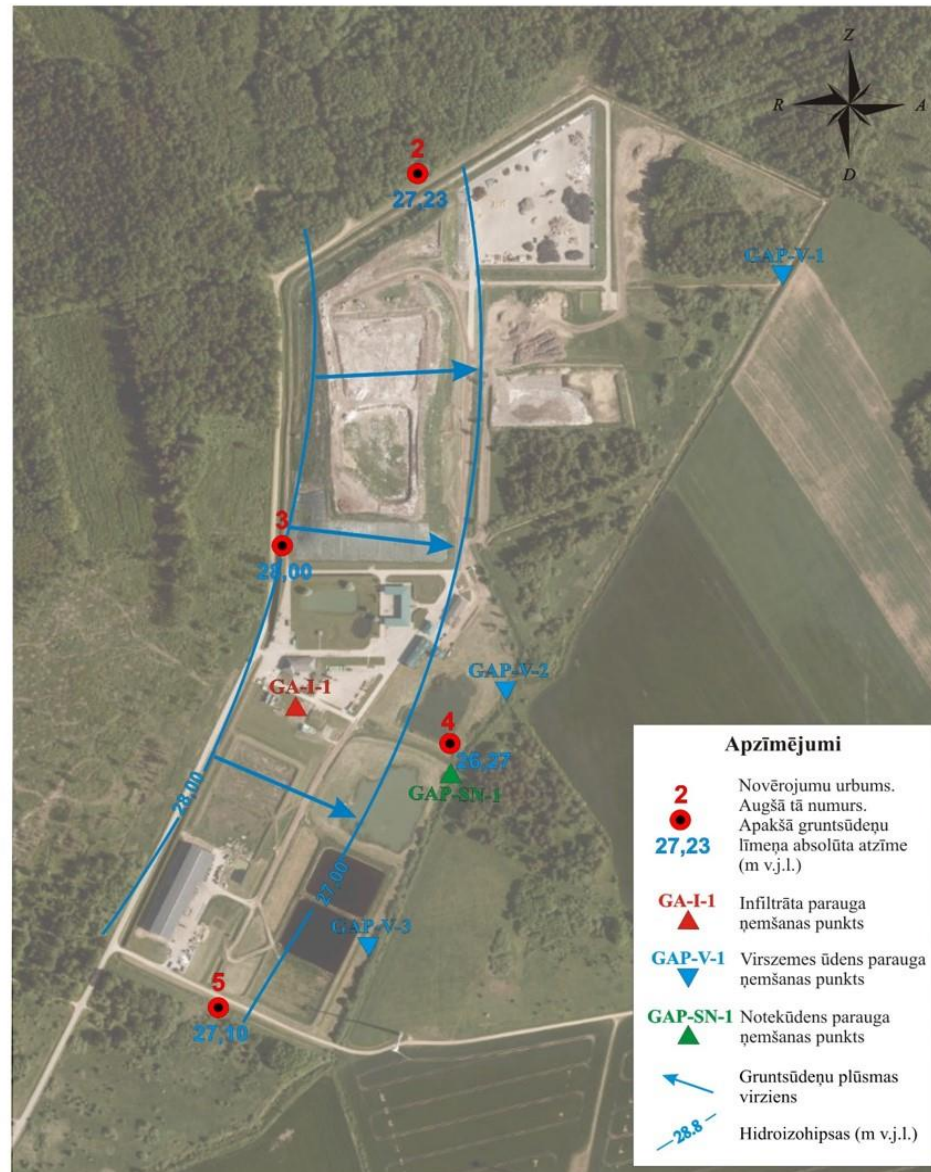 Z
R
A
D
2
27,23
GAP-V-1
3
28,00
GAP-V-2
GA-I-1
4
26,27
GAP-SN-1
28,00
27,00
GAP-V-3
5
27,10
Apzīmējumi
2
27,23
Novērojumu urbums.
Augšā tā numurs.
Apakšā gruntsūdeņu
līmeņa absolūta atzīme
(m v.j.l.)
GA-I-1
Infiltrāta parauga
ņemšanas punkts
GAP-V-1
Virszemes ūdens parauga
ņemšanas punkts
GAP-SN-1
Notekūdens parauga
ņemšanas punkts
Gruntsūdeņu plūsmas
virziens
28.8
Hidroizohipsas (m v.j.l.)